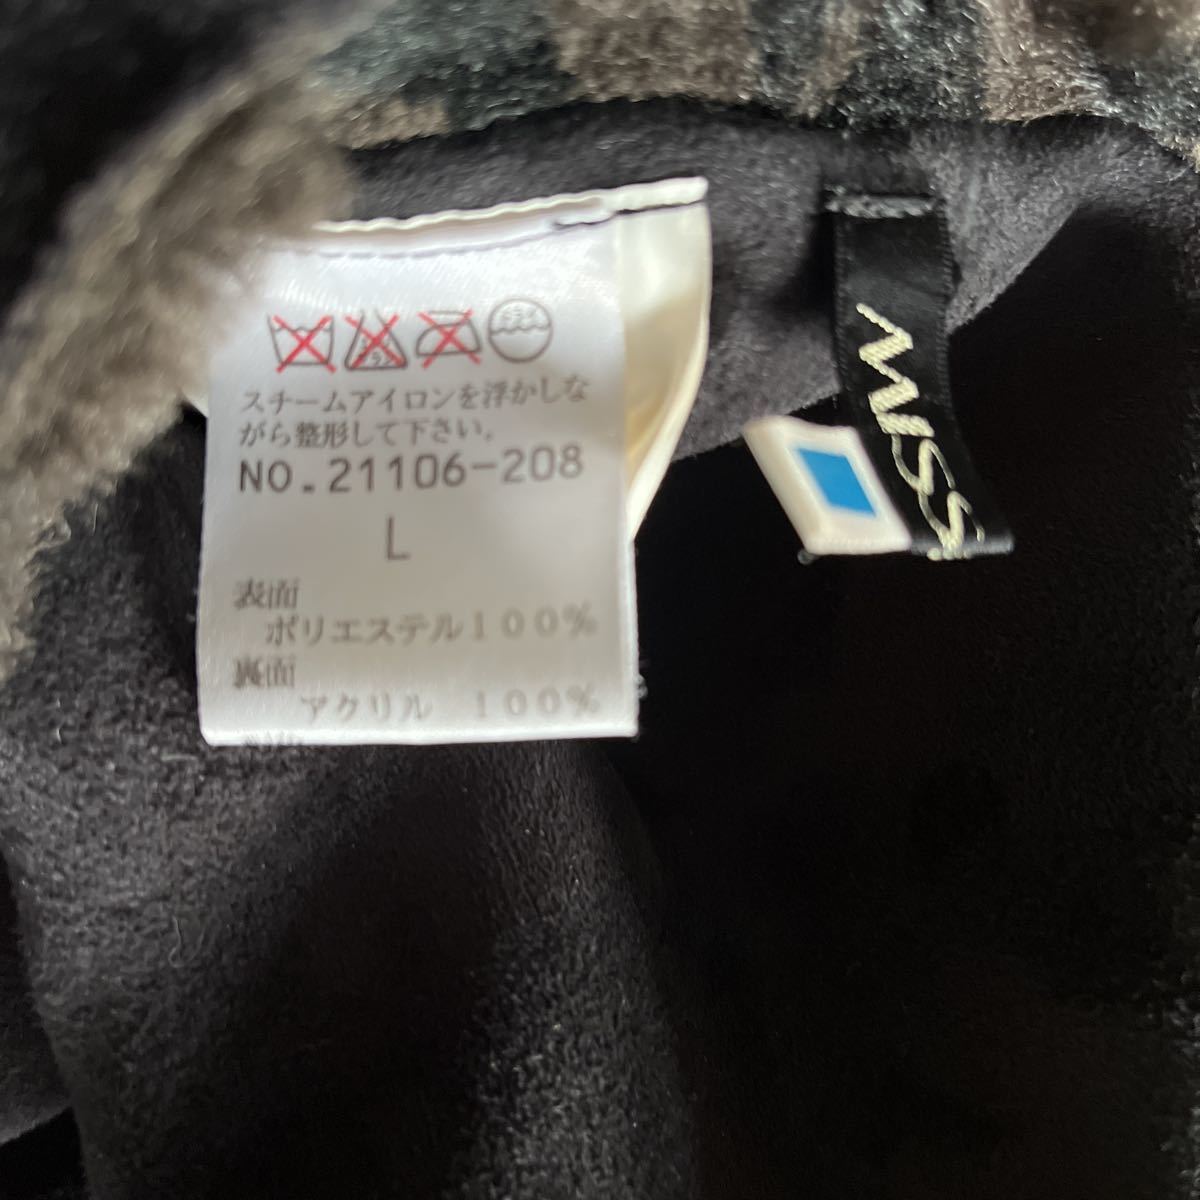 スチームアイロンを浮かしな
がら整形して下さい。
NO.21106-208
L
表面
ポリエステル100%
裏面
アクリル 100%
MISS